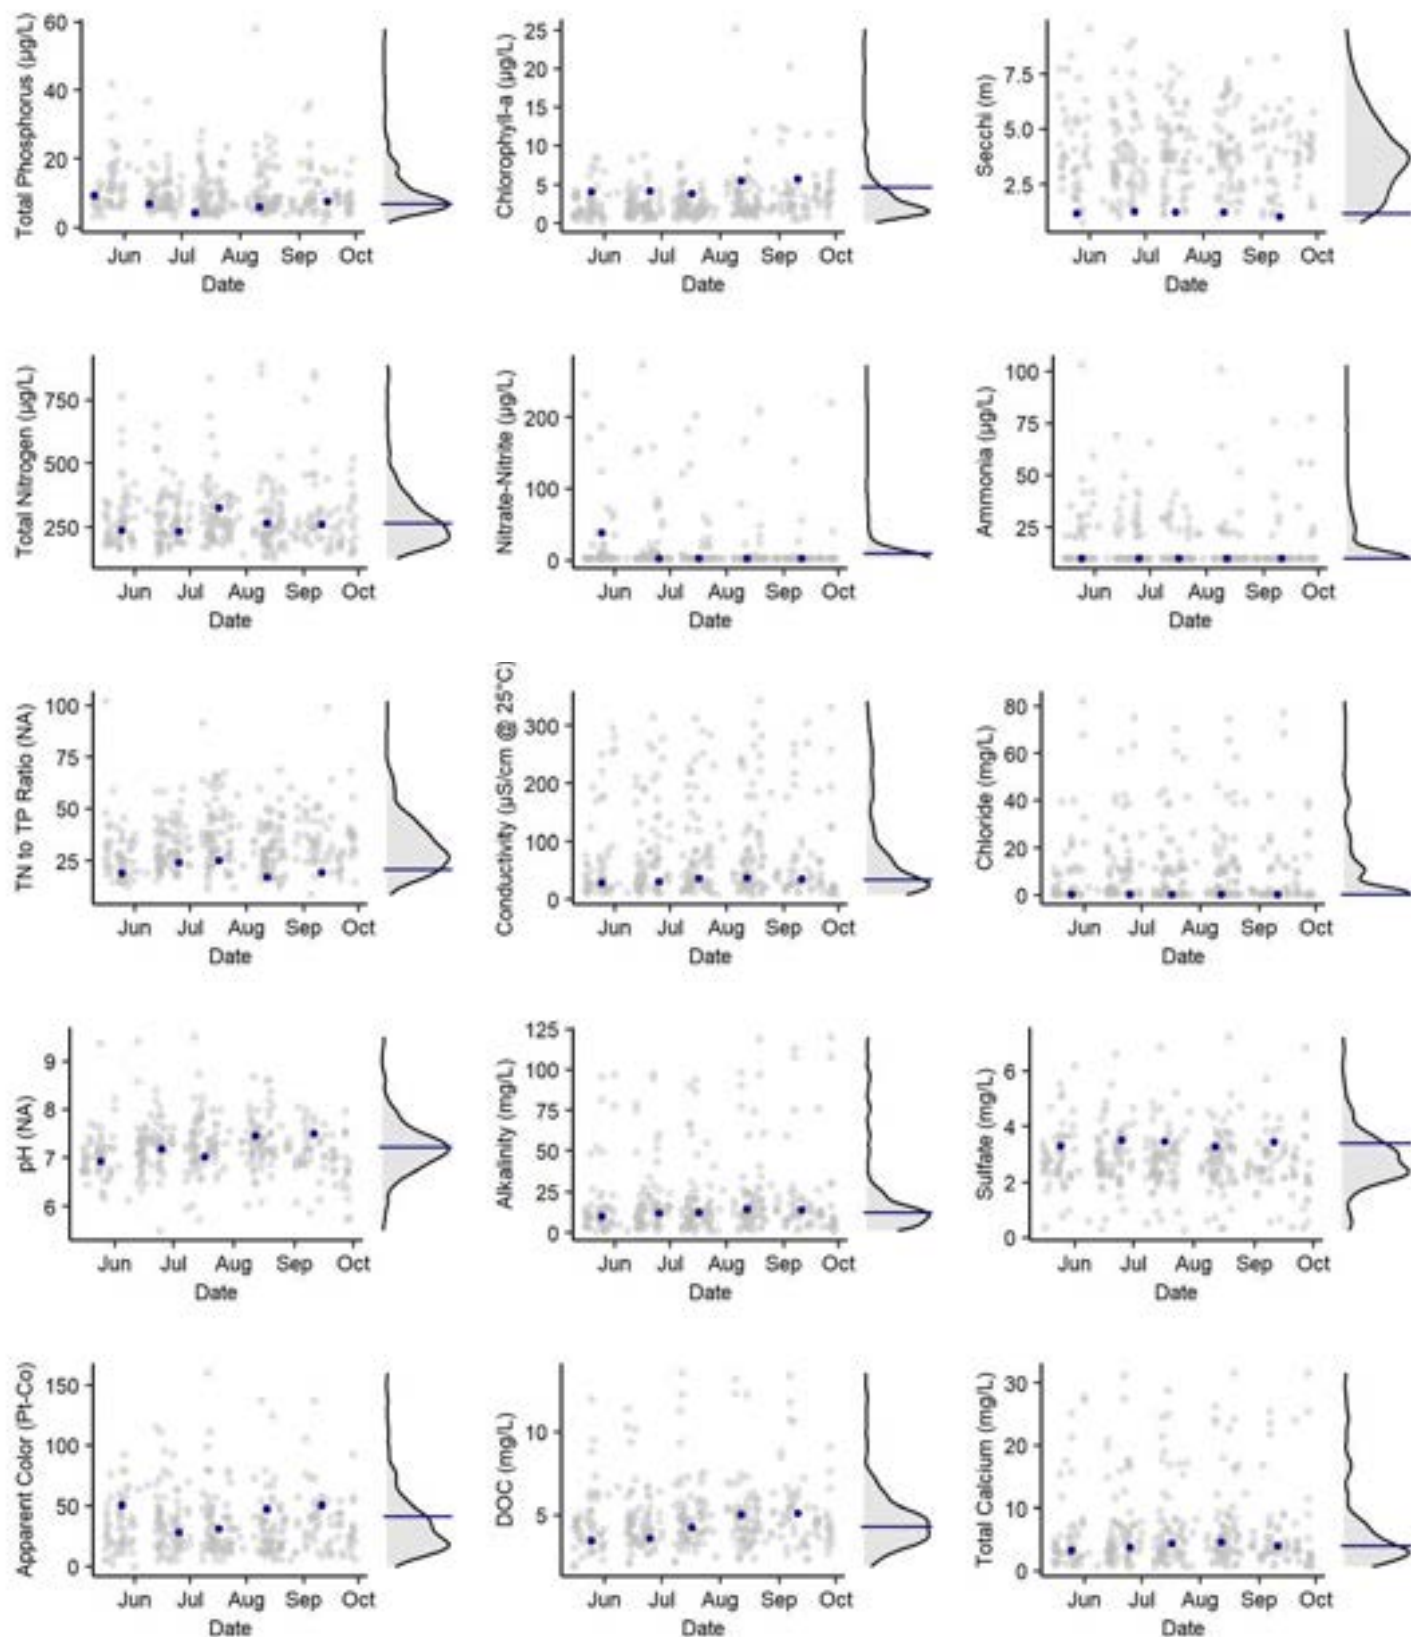 Total Phosphorus (µg/L)
60
40
20
0
Jun Jul Aug Sep Oct
Date
Chlorophyll-a (µg/L)
25
20
15
10
5
0
Jun Jul Aug Sep Oct
Date
Secchi (m)
7.5
5.0
2.5
Jun Jul Aug Sep Oct
Date
Total Nitrogen (µg/L)
750
500
250
Jun Jul Aug Sep Oct
Date
Nitrate-Nitrite (µg/L)
200
100
0
Jun Jul Aug Sep Oct
Date
Ammonia (µg/L)
100
75
50
25
Jun Jul Aug Sep Oct
Date
TN to TP Ratio (NA)
100
75
50
25
Jun Jul Aug Sep Oct
Date
Conductivity (µS/cm @ 25°C)
300
200
100
0
Jun Jul Aug Sep Oct
Date
Chloride (mg/L)
80
60
40
20
0
Jun Jul Aug Sep Oct
Date
pH (NA)
9
8
7
6
Jun Jul Aug Sep Oct
Date
Alkalinity (mg/L)
125
100
75
50
25
0
Jun Jul Aug Sep Oct
Date
Sulfate (mg/L)
6
4
2
0
Jun Jul Aug Sep Oct
Date
Apparent Color (Pt-Co)
150
100
50
0
Jun Jul Aug Sep Oct
Date
DOC (mg/L)
10
5
Jun Jul Aug Sep Oct
Date
Total Calcium (mg/L)
30
20
10
0
Jun Jul Aug Sep Oct
Date